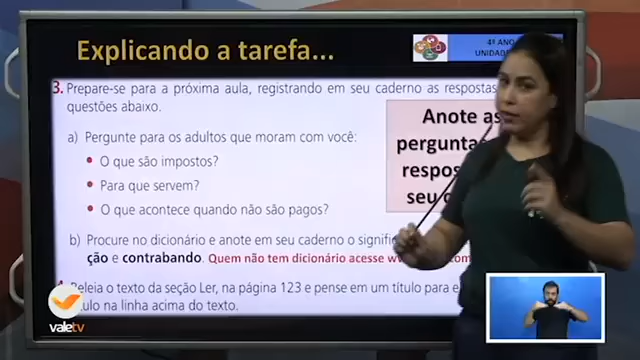 Explicando a tarefa...
4º ANO
UNIDADE
3. Prepare-se para a próxima aula, registrando em seu caderno as respostas
questões abaixo.
Anote as
perguntas
respos
seu
a) Pergunte para os adultos que moram com você:
• O que são impostos?
• Para que servem?
• O que acontece quando não são pagos?
b) Procure no dicionário e anote em seu caderno o signifi
ção e contrabando. Quem não tem dicionário acesse
Releia o texto da seção Ler, na página 123 e pense em um título para
na linha acima do texto.
valetv